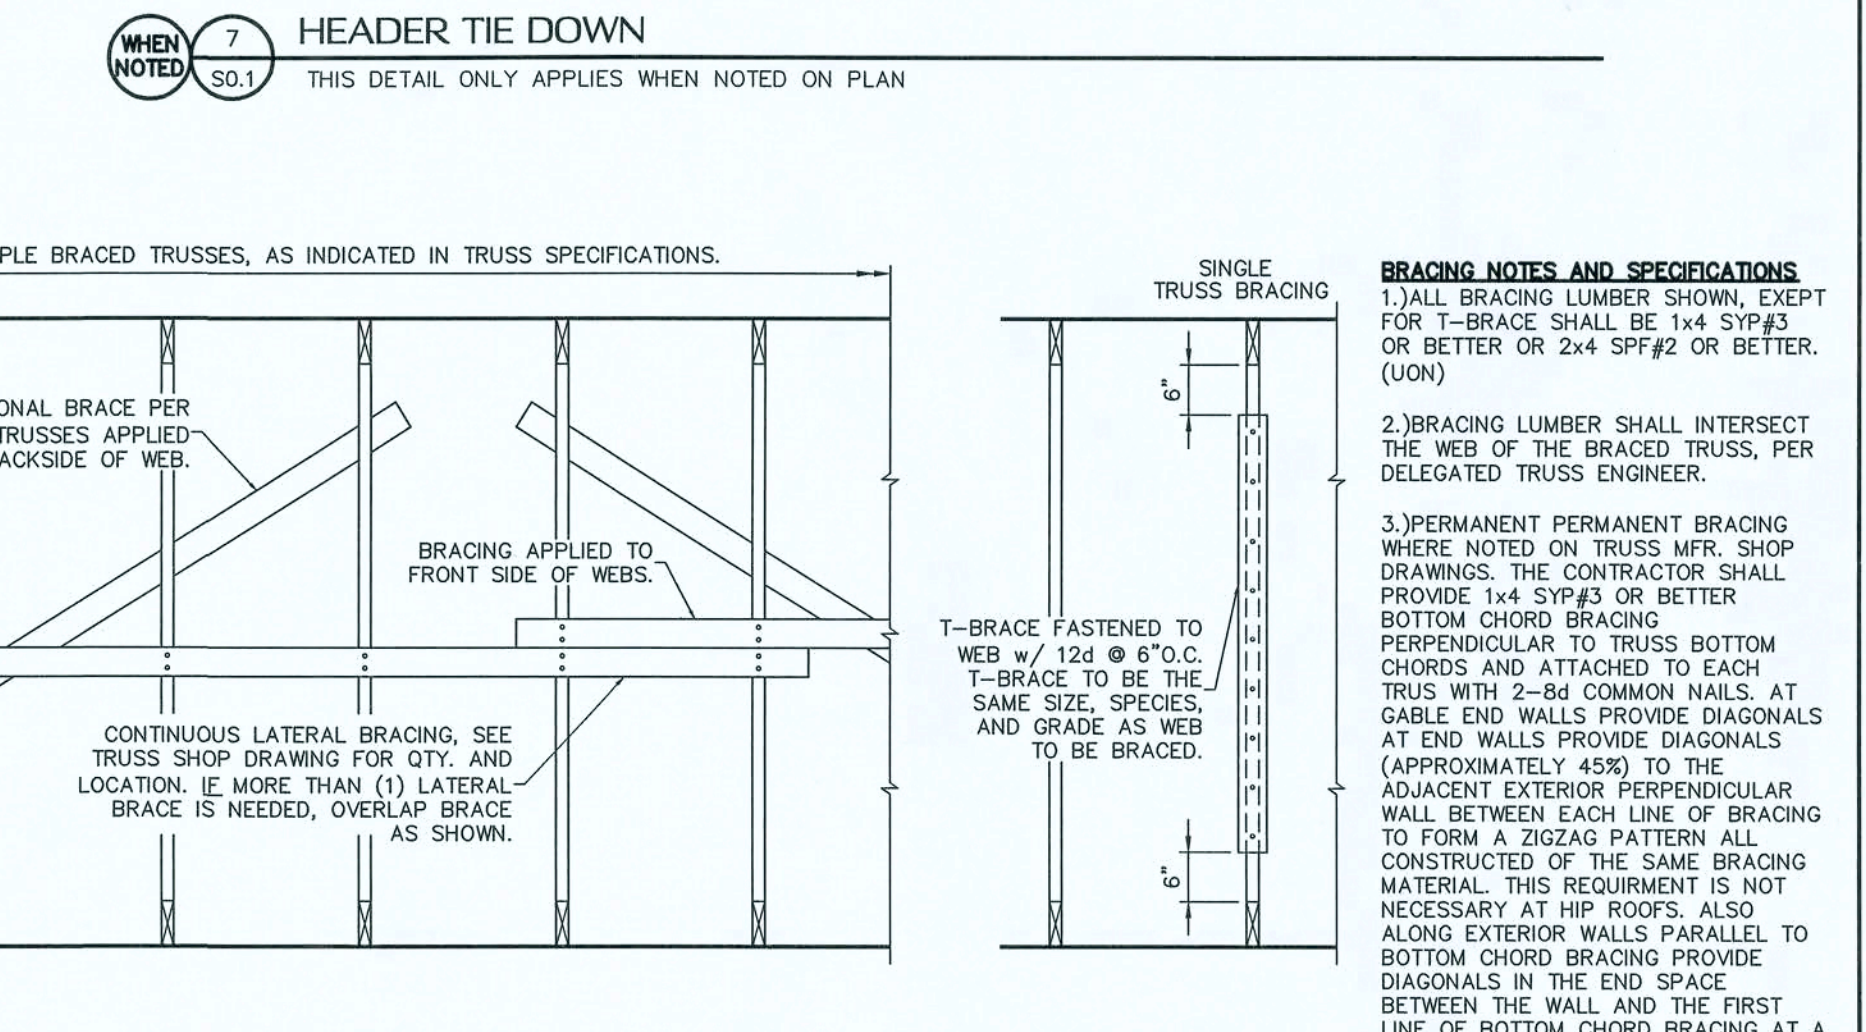 WHEN
NOTED
7
S0.1
HEADER TIE DOWN
THIS DETAIL ONLY APPLIES WHEN NOTED ON PLAN
PLE BRACED TRUSSES, AS INDICATED IN TRUSS SPECIFICATIONS.
ONAL BRACE PER
TRUSSES APPLIED
ACKSIDE OF WEB.
BRACING APPLIED TO
FRONT SIDE OF WEBS.
CONTINUOUS LATERAL BRACING, SEE
TRUSS SHOP DRAWING FOR QTY. AND
LOCATION. IF MORE THAN (1) LATERAL
BRACE IS NEEDED, OVERLAP BRACE
AS SHOWN.
SINGLE
TRUSS BRACING
6"
T-BRACE FASTENED TO
WEB w/ 12d @ 6"O.C.
T-BRACE TO BE THE
SAME SIZE, SPECIES,
AND GRADE AS WEB
TO BE BRACED.
6"
BRACING NOTES AND SPECIFICATIONS
1.)ALL BRACING LUMBER SHOWN, EXEPT
FOR T-BRACE SHALL BE 1x4 SYP#3
OR BETTER OR 2x4 SPF#2 OR BETTER.
(UON)
2.)BRACING LUMBER SHALL INTERSECT
THE WEB OF THE BRACED TRUSS, PER
DELEGATED TRUSS ENGINEER.
3.)PERMANENT PERMANENT BRACING
WHERE NOTED ON TRUSS MFR. SHOP
DRAWINGS. THE CONTRACTOR SHALL
PROVIDE 1x4 SYP#3 OR BETTER
BOTTOM CHORD BRACING
PERPENDICULAR TO TRUSS BOTTOM
CHORDS AND ATTACHED TO EACH
TRUS WITH 2-8d COMMON NAILS. AT
GABLE END WALLS PROVIDE DIAGONALS
AT END WALLS PROVIDE DIAGONALS
(APPROXIMATELY 45%) TO THE
ADJACENT EXTERIOR PERPENDICULAR
WALL BETWEEN EACH LINE OF BRACING
TO FORM A ZIGZAG PATTERN ALL
CONSTRUCTED OF THE SAME BRACING
MATERIAL. THIS REQUIRMENT IS NOT
NECESSARY AT HIP ROOFS. ALSO
ALONG EXTERIOR WALLS PARALLEL TO
BOTTOM CHORD BRACING PROVIDE
DIAGONALS IN THE END SPACE
BETWEEN THE WALL AND THE FIRST
LINE OF BOTTOM CHORD BRACING AT A